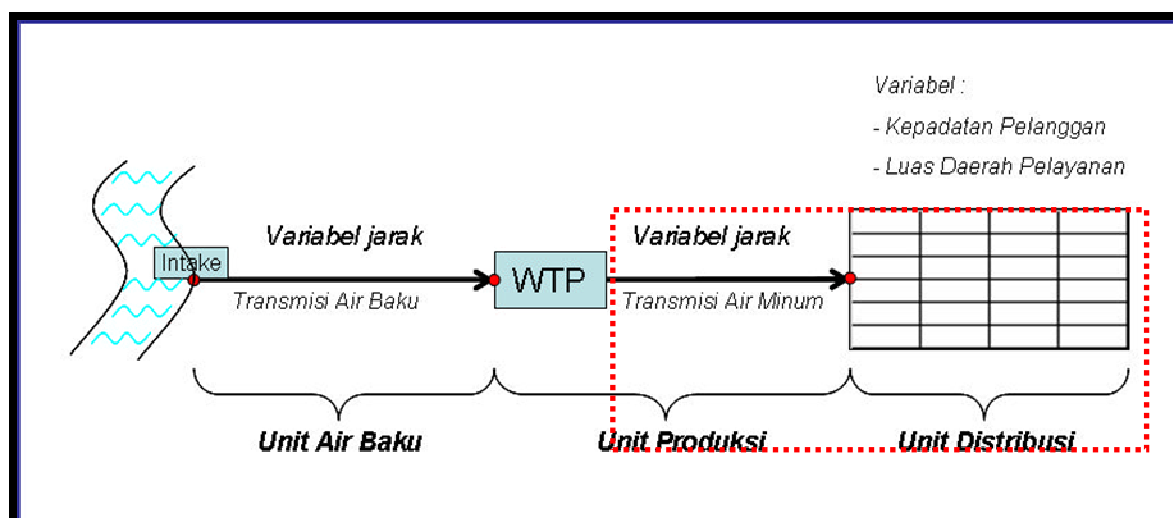 Variabel :
- Kepadatan Pelanggan
- Luas Daerah Pelayanan
Variabel jarak
Variabel jarak
Intake
WTP
Transmisi Air Baku
Transmisi Air Minum
Unit Air Baku
Unit Produksi
Unit Distribusi